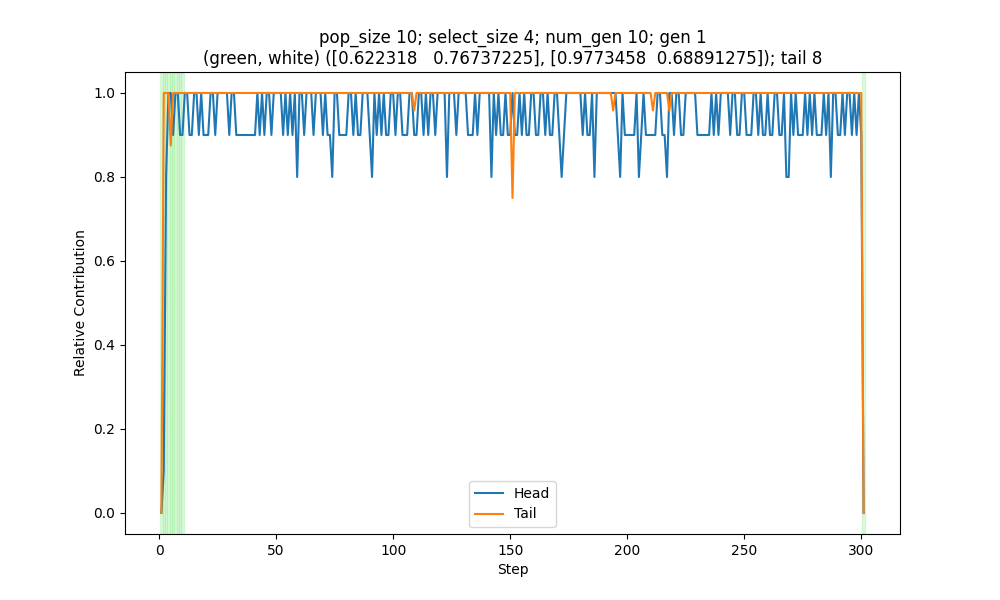 pop_size 10; select_size 4; num_gen 10; gen 1
(green, white) ([0.622318   0.76737225], [0.9773458  0.68891275]); tail 8
1.0
0.8
0.6
0.4
0.2
0.0
Relative Contribution
Head
Tail
0 50 100 150 200 250 300
Step